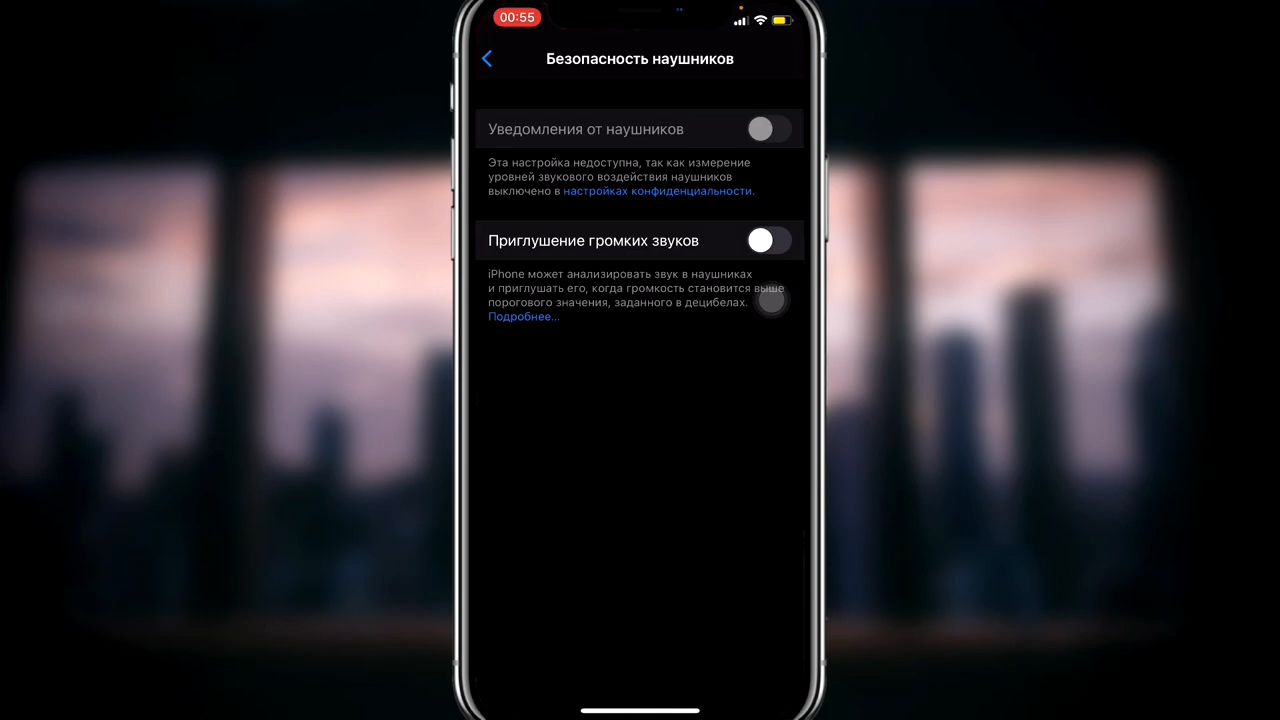 00:55
Безопасность наушников
Уведомления от наушников
Эта настройка недоступна, так как измерение
уровней звукового воздействия наушников
выключено в настройках конфиденциальности.
Приглушение громких звуков
iPhone может анализировать звук в наушниках
и приглушать его, когда громкость становится выше
порогового значения, заданного в децибелах.
Подробнее...